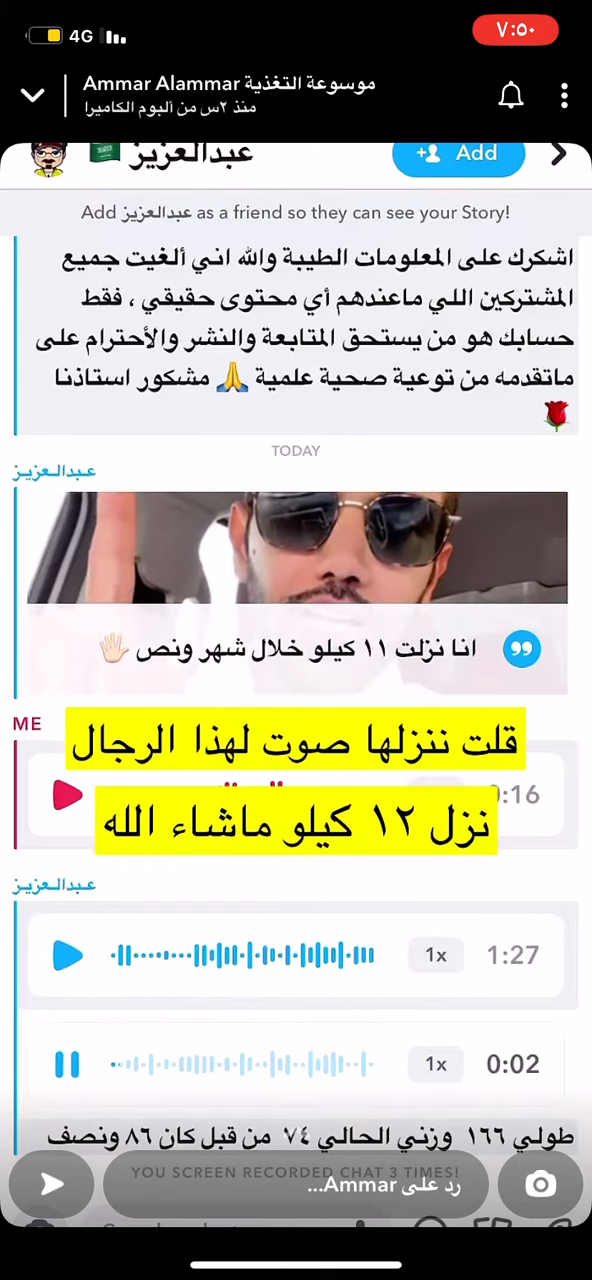 4G
٧:٥٠
موسوعة التغذية Ammar Alammar
منذ ٢س من ألبوم الكاميرا
عبدالعزيز
Add
Add عبدالعزيز as a friend so they can see your Story!
اشكرك على المعلومات الطيبة والله اني ألغيت جميع
المشتركين اللي ماعندهم أي محتوى حقيقي ، فقط
حسابك هو من يستحق المتابعة والنشر والأحترام على
ماتقدمه من توعية صحية علمية 🙏 مشكور استاذنا
🌹
TODAY
عبدالعزيز
انا نزلت ١١ كيلو خلال شهر ونص 🖐🏻
ME
قلت ننزلها صوت لهذا الرجال
:16
نزل ١٢ كيلو ماشاء الله
عبدالعزيز
1x
1:27
1x
0:02
طولي ١٦٦ وزني الحالي ٧٤ من قبل كان ٨٦ ونصف
YOU SCREEN RECORDED CHAT 3 TIMES!
رد على Ammar...